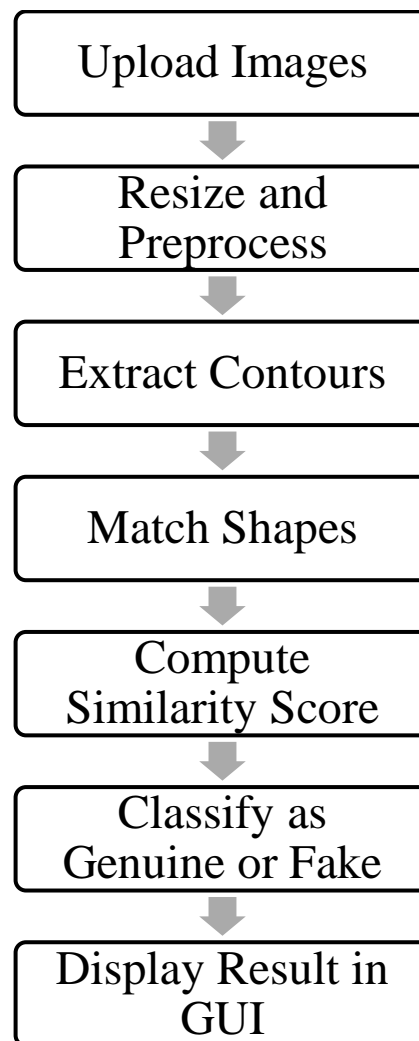 Upload Images
Resize and
Preprocess
Extract Contours
Match Shapes
Compute
Similarity Score
Classify as
Genuine or Fake
Display Result in
GUI